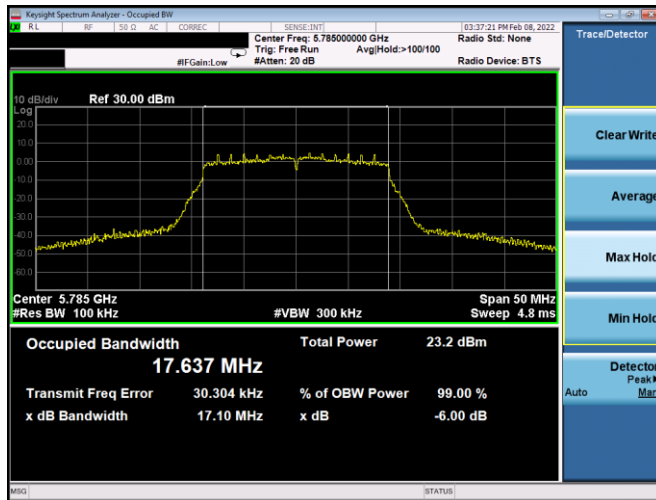 Keysight Spectrum Analyzer - Occupied BW
RL RF 50 Ω AC CORREC SENSE:INT 03:37:21 PM Feb 08, 2022
Center Freq: 5.785000000 GHz Radio Std: None
Trig: Free Run Avg|Hold:>100/100
#IFGain:Low #Atten: 20 dB Radio Device: BTS
Trace/Detector
10 dB/div Ref 30.00 dBm
Log
20.0
10.0
0.00
-10.0
-20.0
-30.0
-40.0
-50.0
-60.0
Center 5.785 GHz Span 50 MHz
#Res BW 100 kHz #VBW 300 kHz Sweep 4.8 ms
Occupied Bandwidth Total Power 23.2 dBm
17.637 MHz
Transmit Freq Error 30.304 kHz % of OBW Power 99.00 %
x dB Bandwidth 17.10 MHz x dB -6.00 dB
Clear Write
Average
Max Hold
Min Hold
Detector
Peak
Auto Man
MSG STATUS